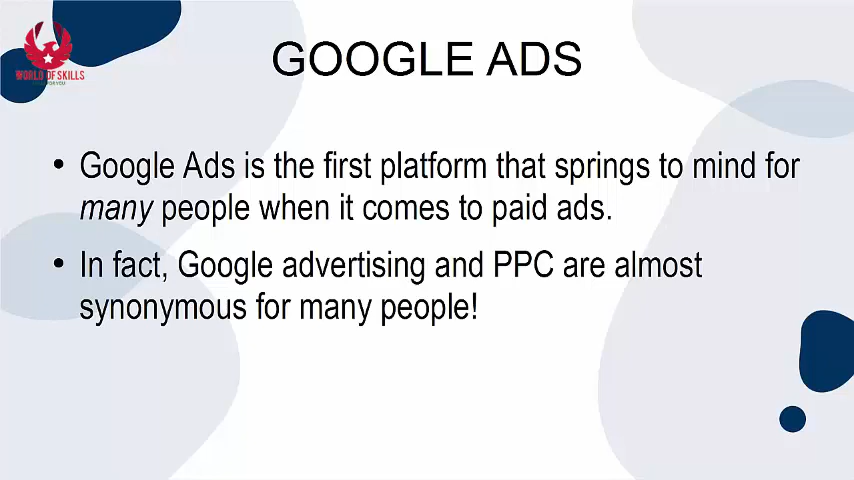 WORLD OF SKILLS
GOOGLE ADS
• Google Ads is the first platform that springs to mind for
many people when it comes to paid ads.
• In fact, Google advertising and PPC are almost
synonymous for many people!